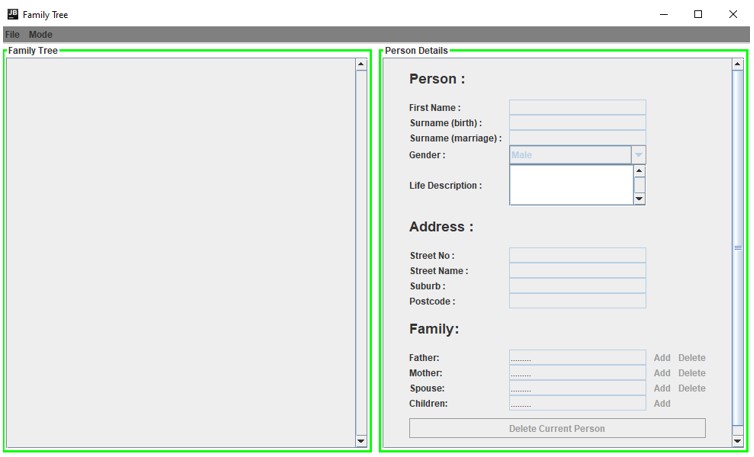 JB Family Tree
File Mode
Family Tree
Person Details
Person :
First Name :
Surname (birth) :
Surname (marriage) :
Gender : Male
Life Description :
Address :
Street No :
Street Name :
Suburb :
Postcode :
Family:
Father: ......... Add Delete
Mother: ......... Add Delete
Spouse: ......... Add Delete
Children: ......... Add
Delete Current Person